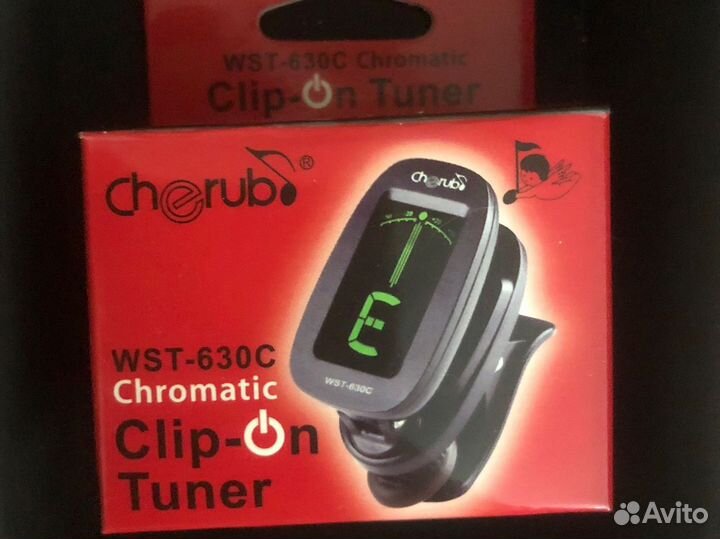 WST-630C Chromatic
Clip-On Tuner
cherub®
cherub
E
WST-630C
WST-630C
Chromatic
Clip-On
Tuner
Avito